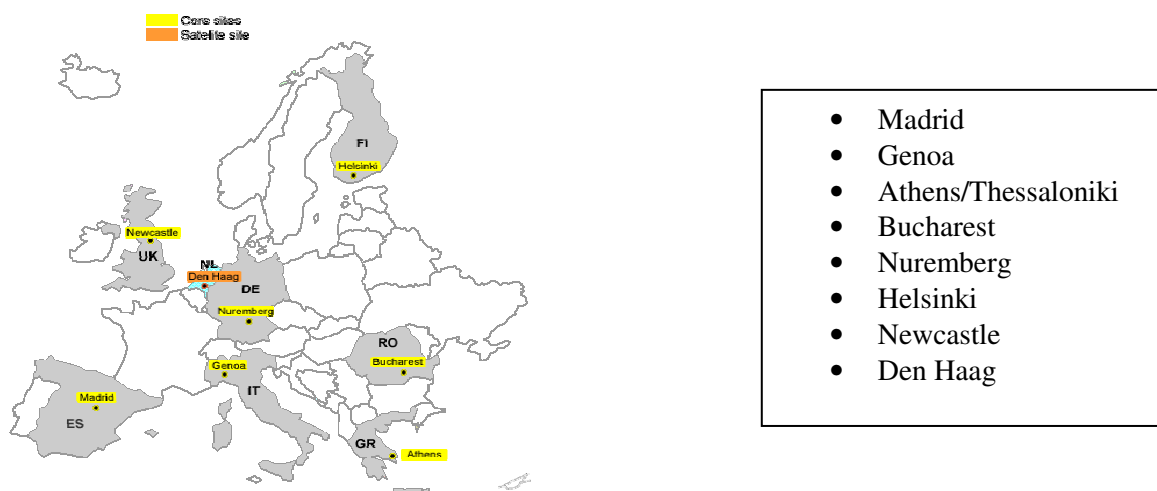 Core sites
Satelite site
FI
Helsinki
Newcastle
UK
NL
Den Haag
DE
Nuremberg
RO
Bucharest
Genoa
IT
Madrid
ES
GR
Athens
• Madrid
• Genoa
• Athens/Thessaloniki
• Bucharest
• Nuremberg
• Helsinki
• Newcastle
• Den Haag